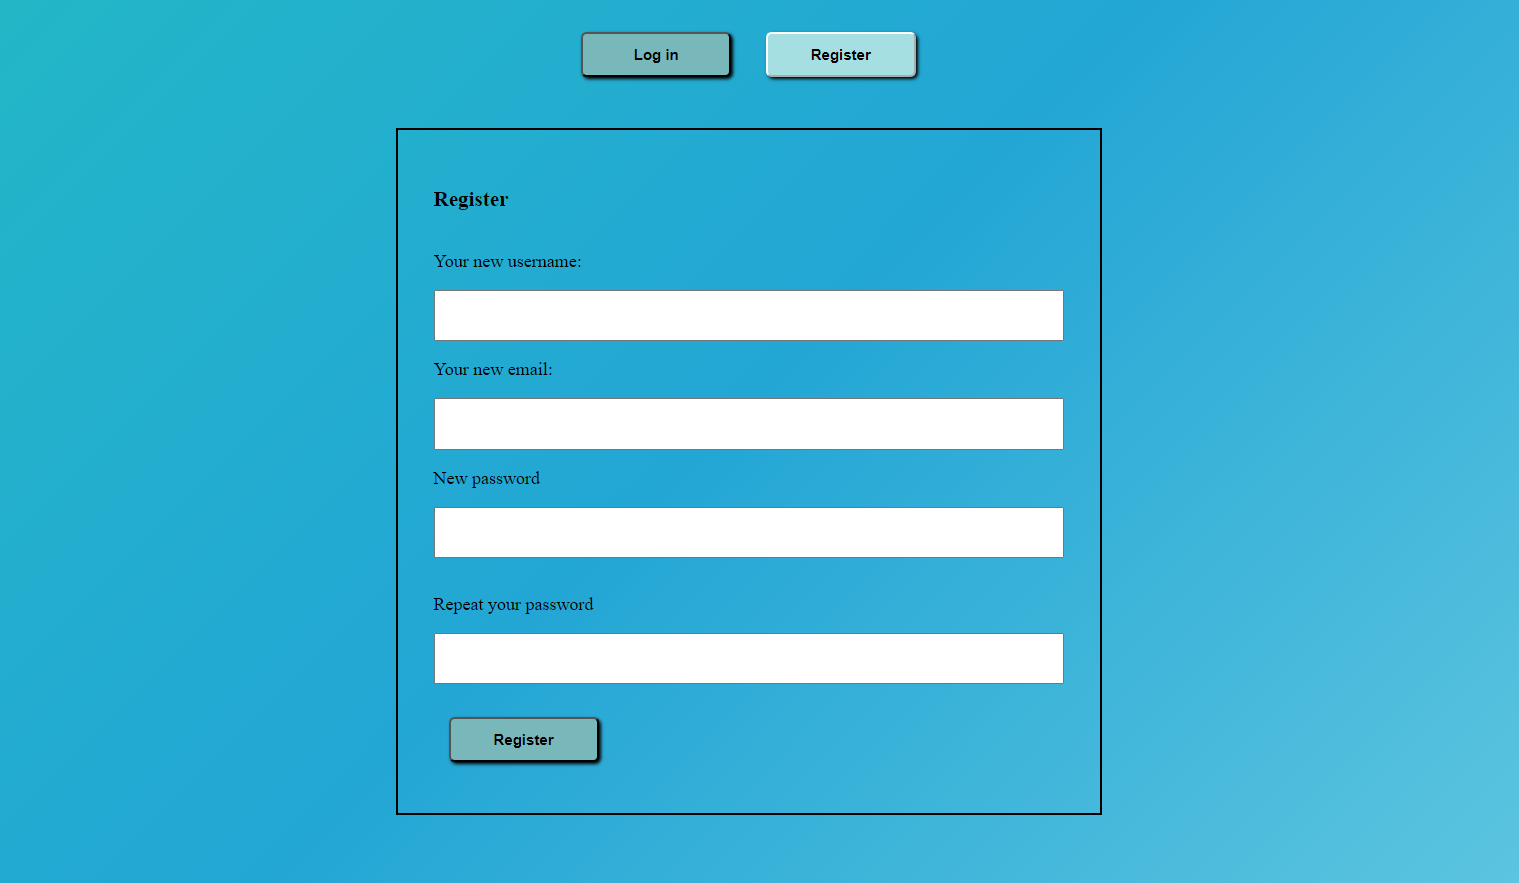 Log in Register
Register
Your new username:
Your new email:
New password
Repeat your password
Register